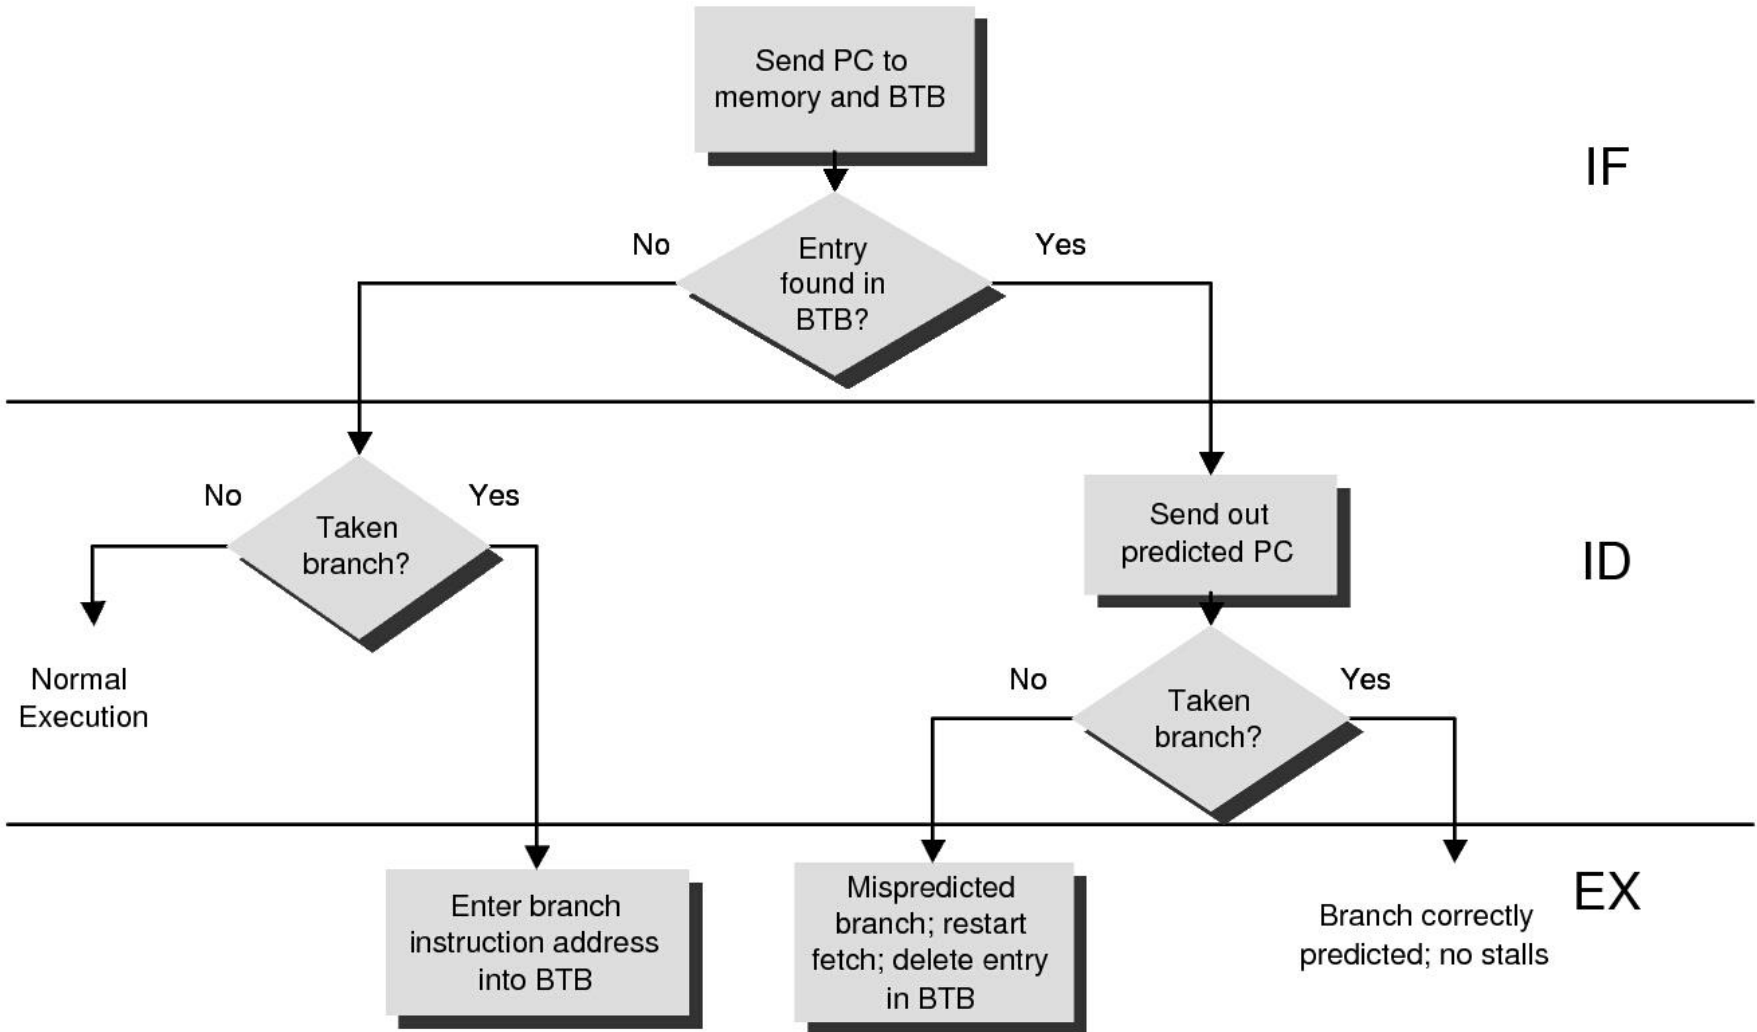 Send PC to
memory and BTB
IF
No
Entry
found in
BTB?
Yes
No
Taken
branch?
Yes
Send out
predicted PC
ID
Normal
Execution
No
Taken
branch?
Yes
Enter branch
instruction address
into BTB
Mispredicted
branch; restart
fetch; delete entry
in BTB
Branch correctly
predicted; no stalls
EX